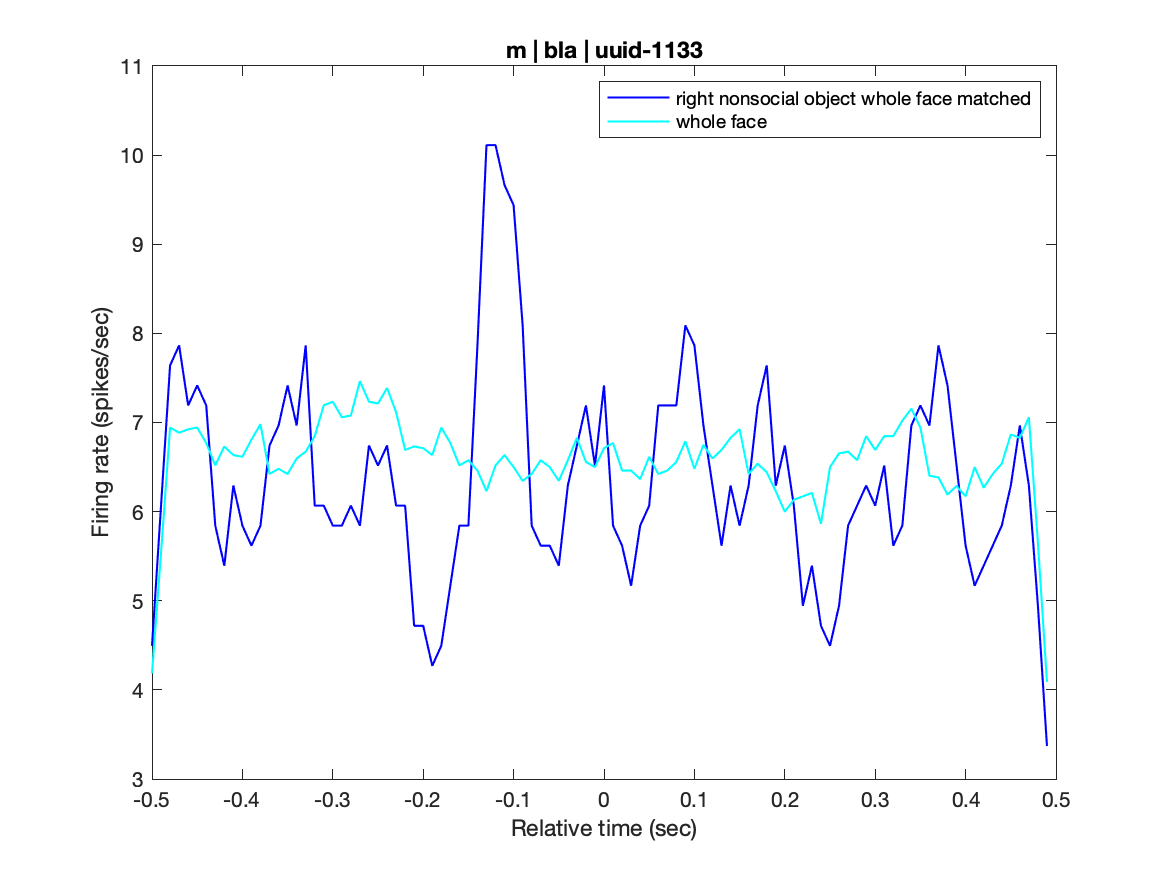 m | bla | uuid-1133
right nonsocial object whole face matched
whole face
Firing rate (spikes/sec)
11
10
9
8
7
6
5
4
3
-0.5 -0.4 -0.3 -0.2 -0.1 0 0.1 0.2 0.3 0.4 0.5
Relative time (sec)